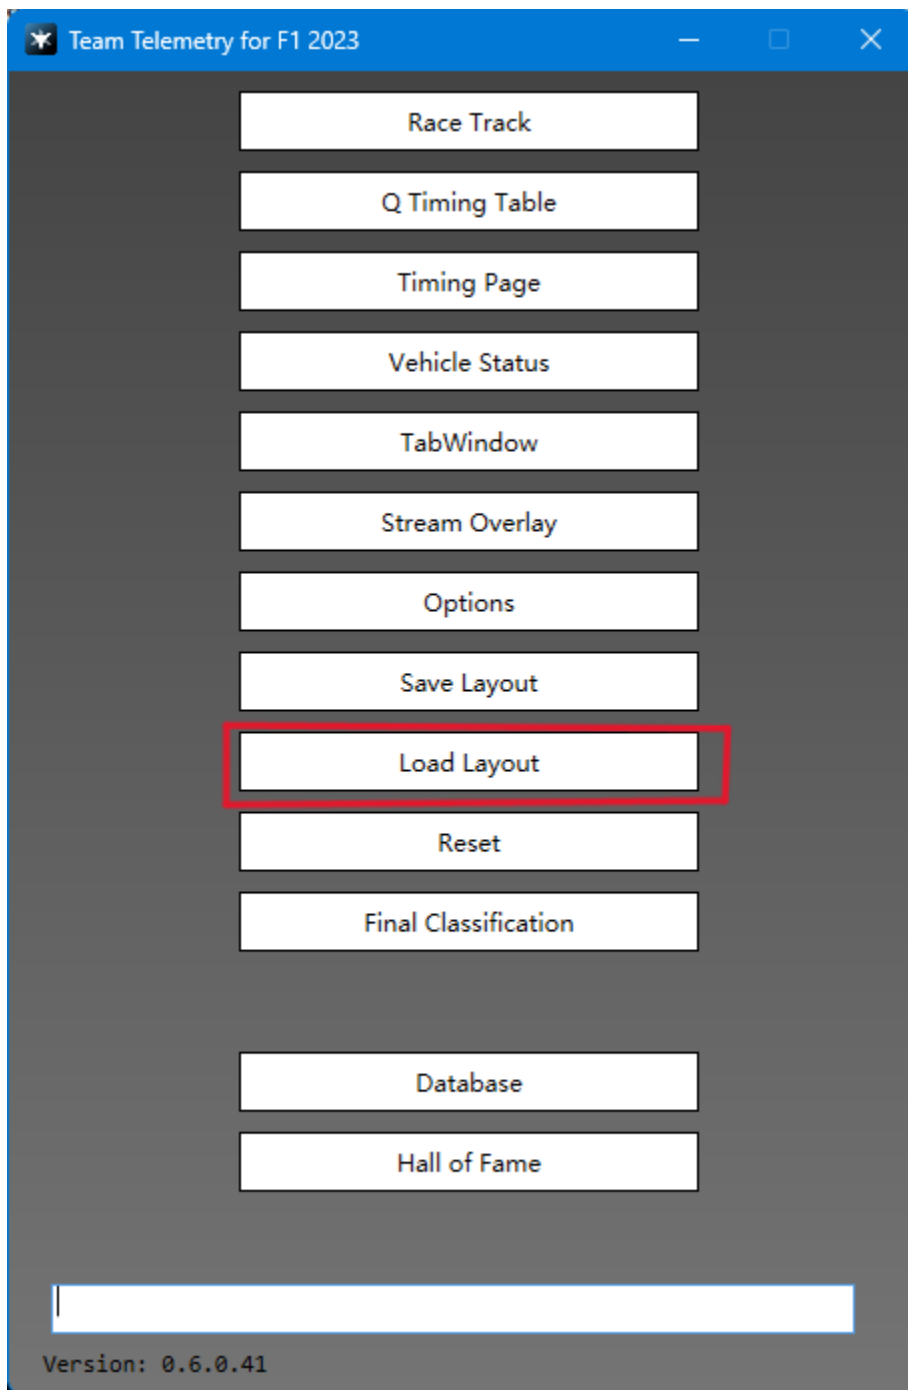 Team Telemetry for F1 2023
Race Track
Q Timing Table
Timing Page
Vehicle Status
TabWindow
Stream Overlay
Options
Save Layout
Load Layout
Reset
Final Classification
Database
Hall of Fame
Version: 0.6.0.41